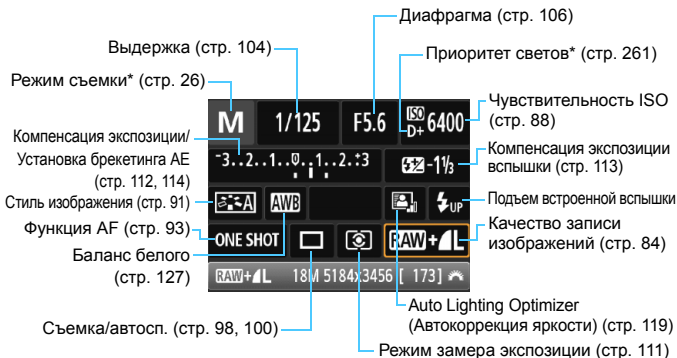 Диафрагма (стр. 106)
Выдержка (стр. 104)
Приоритет светов* (стр. 261)
Режим съемки* (стр. 26)
Чувствительность ISO
(стр. 88)
Компенсация экспозиции/
Установка брекетинга AE
(стр. 112, 114)
Компенсация экспозиции
вспышки (стр. 113)
Стиль изображения (стр. 91)
Подъем встроенной вспышки
Функция AF (стр. 93)
Качество записи
изображений (стр. 84)
Баланс белого
(стр. 127)
M 1/125 F5.6 ISO D+ 6400
-3..2..1..0..1..2.:3 -1⅓
A AWB UP
ONE SHOT RAW+L
RAW+L 18M 5184x3456 [ 173]
Auto Lighting Optimizer
(Автокоррекция яркости) (стр. 119)
Съемка/автосп. (стр. 98, 100)
Режим замера экспозиции (стр. 111)